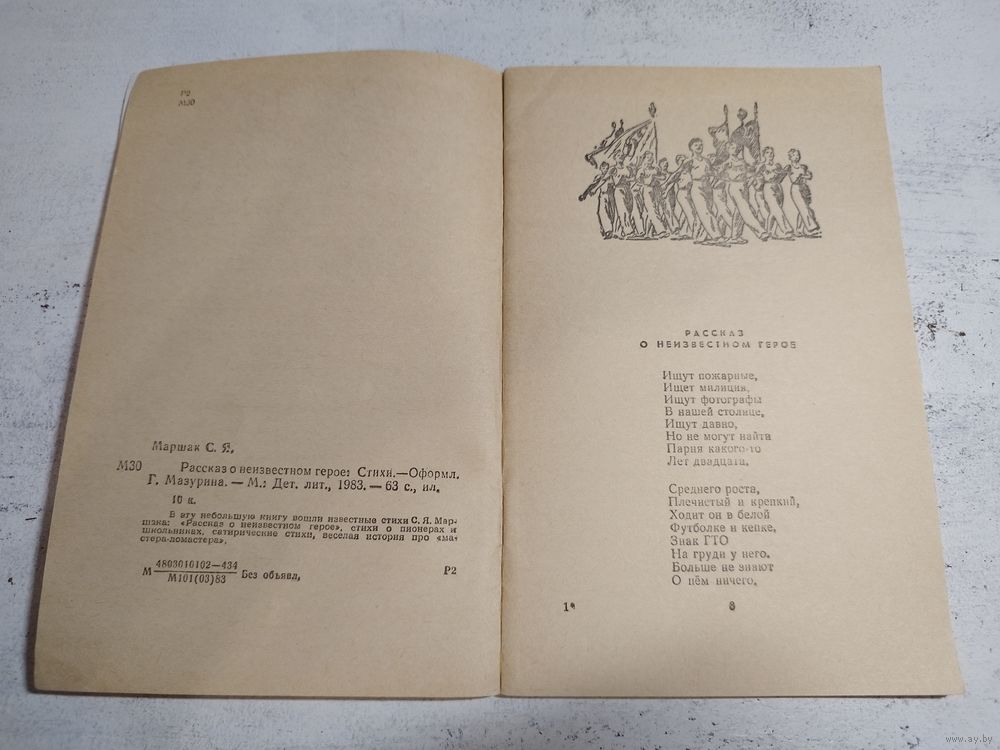 Р2
М30
Маршак С. Я.
М30 Рассказ о неизвестном герое: Стихи.—Оформл.
Г. Мазурина. — М.: Дет. лит., 1983. — 63 с., ил.
10 к.
В эту небольшую книгу вошли известные стихи С. Я. Мар-
шака: «Рассказ о неизвестном герое», стихи о пионерах и
школьниках, сатирические стихи, веселая история про «ма-
стера-ломастера».
М 4803010102—434
М101(03)83 Без объявл.
Р2
РАССКАЗ
О НЕИЗВЕСТНОМ ГЕРОЕ
Ищут пожарные,
Ищет милиция,
Ищут фотографы
В нашей столице,
Ищут давно,
Но не могут найти
Парня какого-то
Лет двадцати.
Среднего роста,
Плечистый и крепкий,
Ходит он в белой
Футболке и кепке,
Знак ГТО
На груди у него.
Больше не знают
О нём ничего.
1* 3
www.ay.by